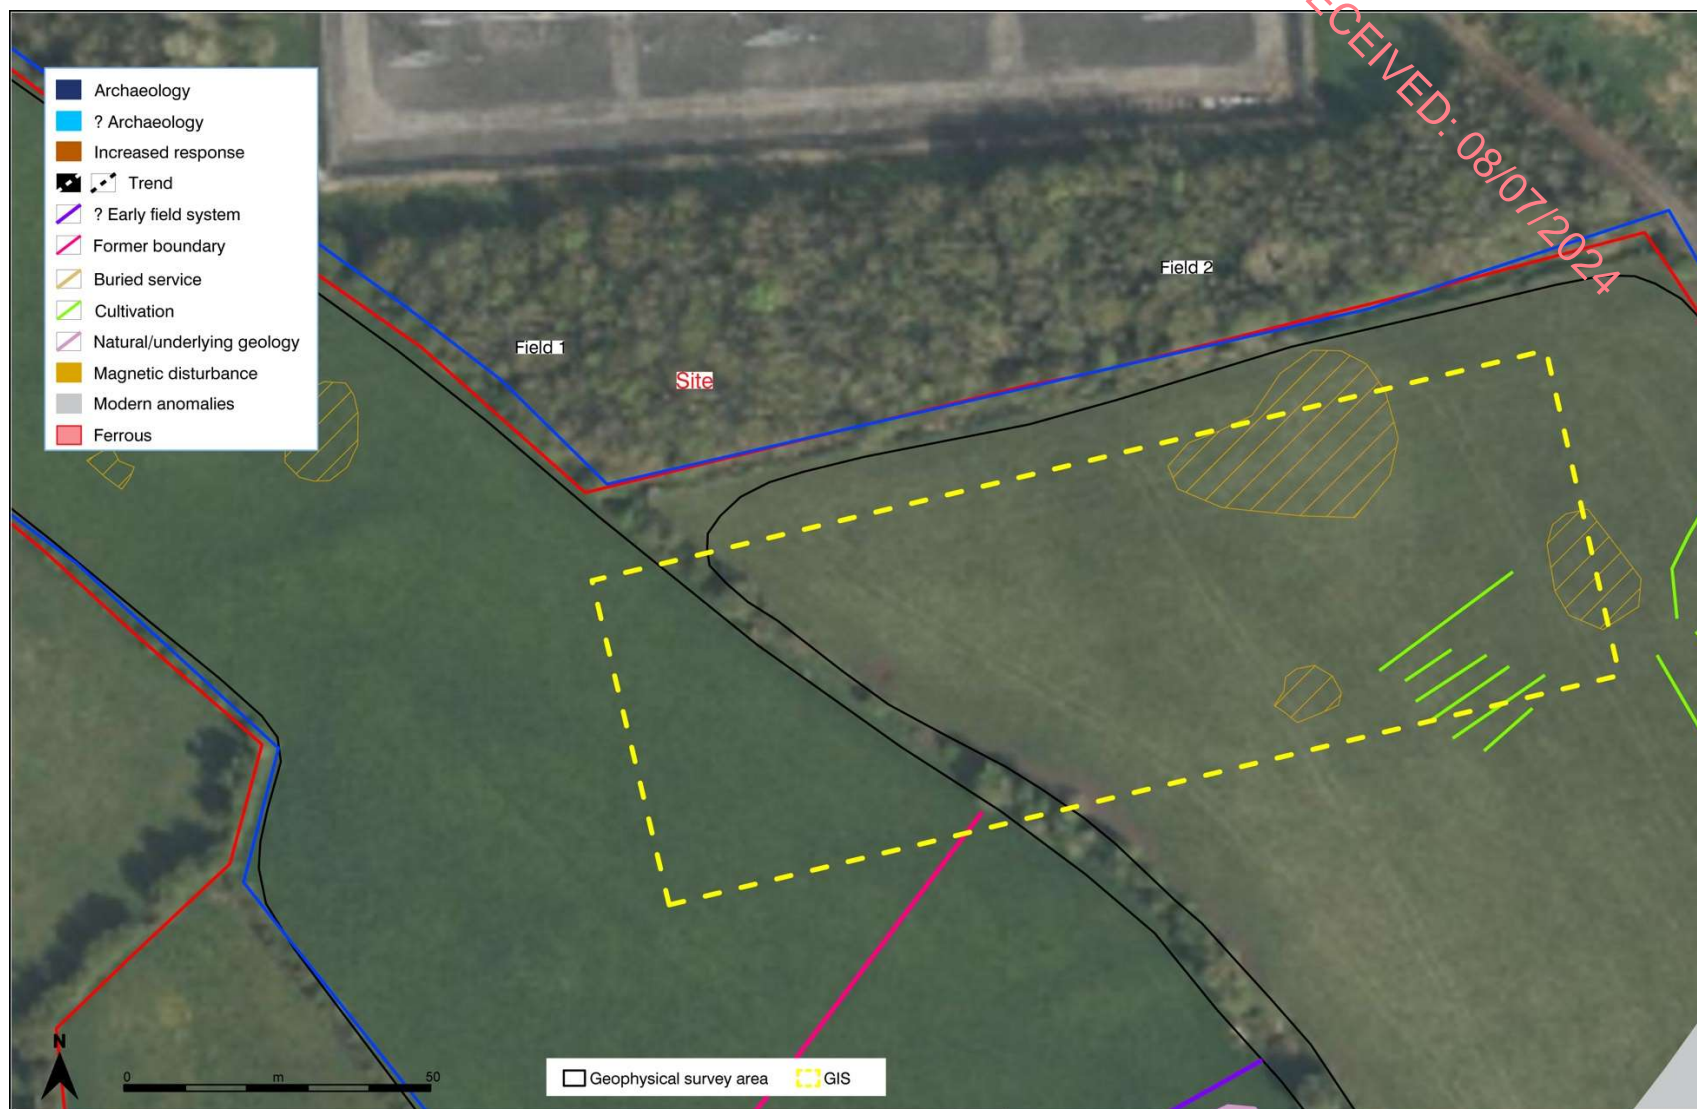 ECEIVED: 08/07/2024
Archaeology
? Archaeology
Increased response
Trend
? Early field system
Former boundary
Buried service
Cultivation
Natural/underlying geology
Magnetic disturbance
Modern anomalies
Ferrous
Field 2
Field 1
Site
N
0 m 50
Geophysical survey area
GIS